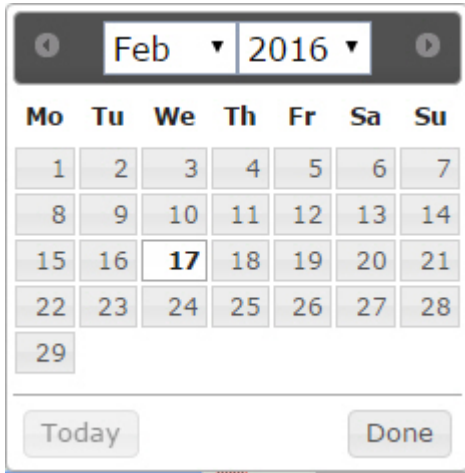 Feb 2016
Mo Tu We Th Fr Sa Su
1 2 3 4 5 6 7
8 9 10 11 12 13 14
15 16 17 18 19 20 21
22 23 24 25 26 27 28
29
Today Done